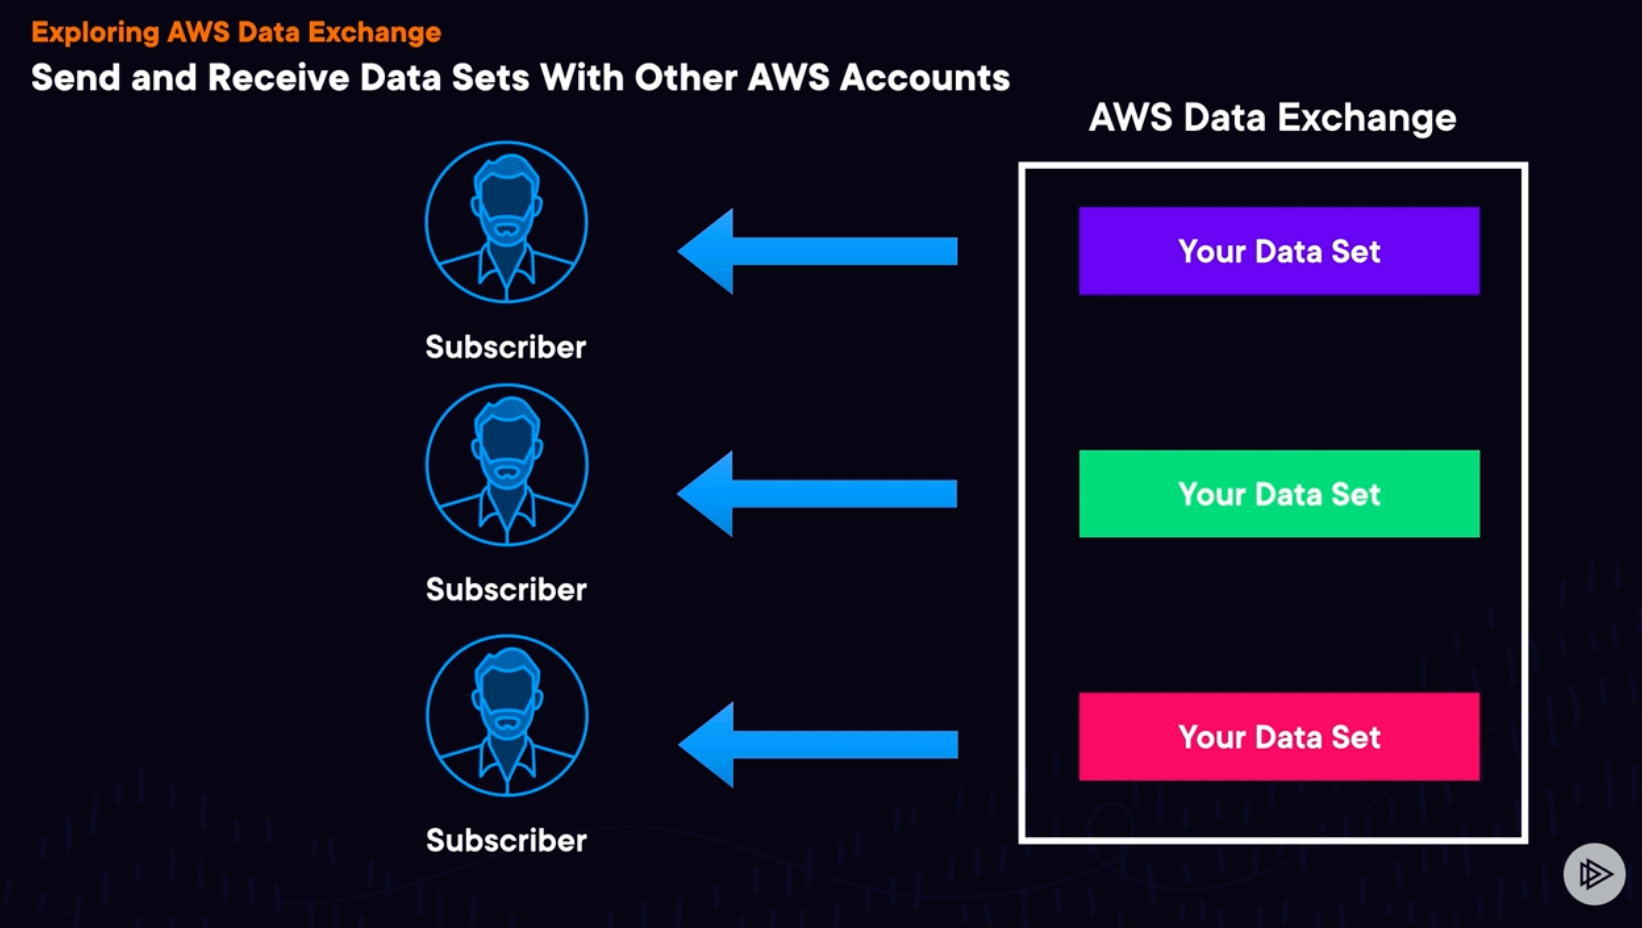 Exploring AWS Data Exchange
Send and Receive Data Sets With Other AWS Accounts
AWS Data Exchange
Your Data Set
Subscriber
Your Data Set
Subscriber
Your Data Set
Subscriber